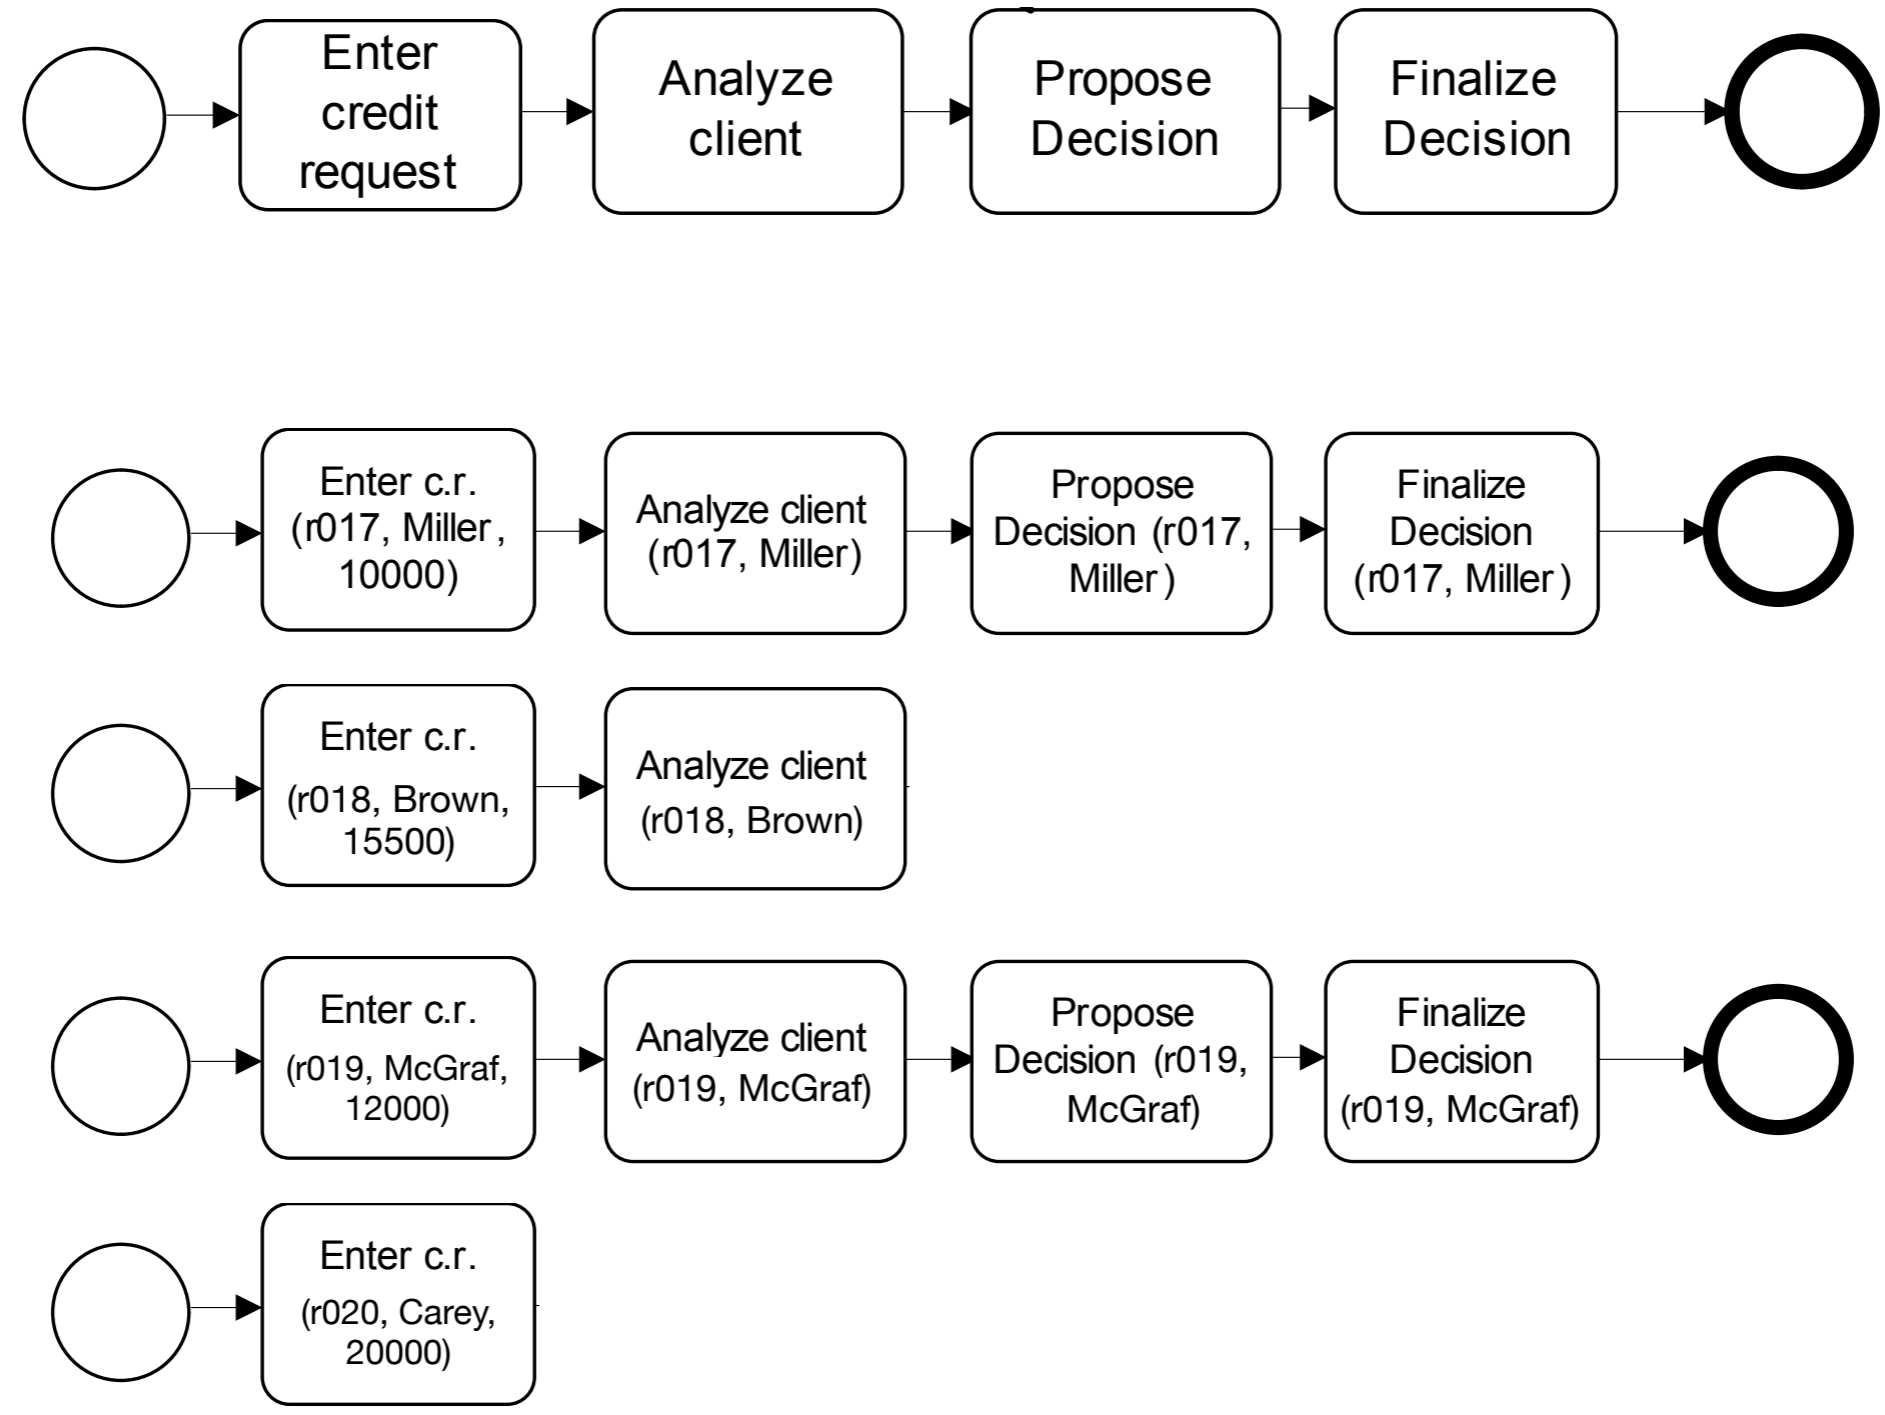 Enter
credit
request
Analyze
client
Propose
Decision
Finalize
Decision
Enter c.r.
(r017, Miller,
10000)
Analyze client
(r017, Miller)
Propose
Decision (r017,
Miller)
Finalize
Decision
(r017, Miller)
Enter c.r.
(r018, Brown,
15500)
Analyze client
(r018, Brown)
Enter c.r.
(r019, McGraf,
12000)
Analyze client
(r019, McGraf)
Propose
Decision (r019,
McGraf)
Finalize
Decision
(r019, McGraf)
Enter c.r.
(r020, Carey,
20000)